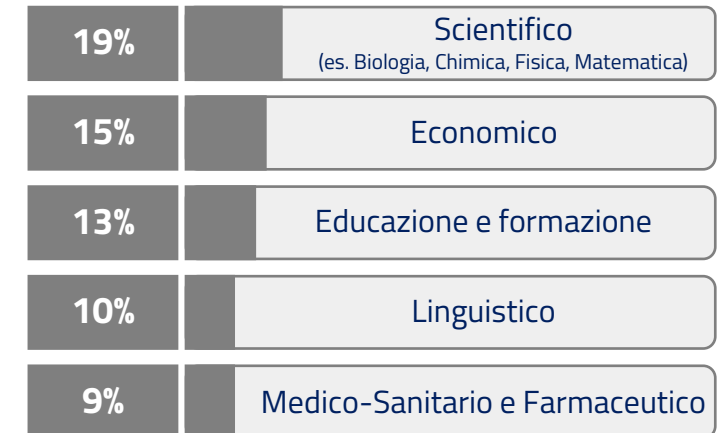 19%
Scientifico
(es. Biologia, Chimica, Fisica, Matematica)
15%
Economico
13%
Educazione e formazione
10%
Linguistico
9%
Medico-Sanitario e Farmaceutico